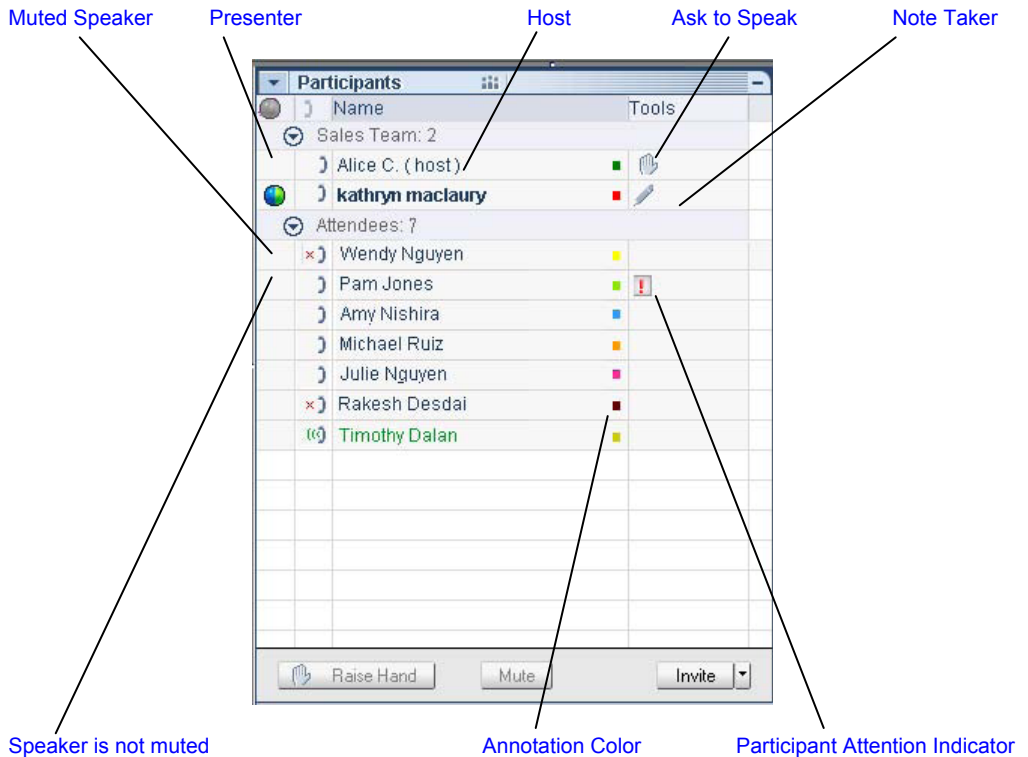 Muted Speaker Presenter Host Ask to Speak Note Taker
Participants
Name Tools
Sales Team: 2
Alice C. ( host )
kathryn maclaury
Attendees: 7
Wendy Nguyen
Pam Jones
Amy Nishira
Michael Ruiz
Julie Nguyen
Rakesh Desdai
Timothy Dalan
Raise Hand Mute Invite
Speaker is not muted Annotation Color Participant Attention Indicator